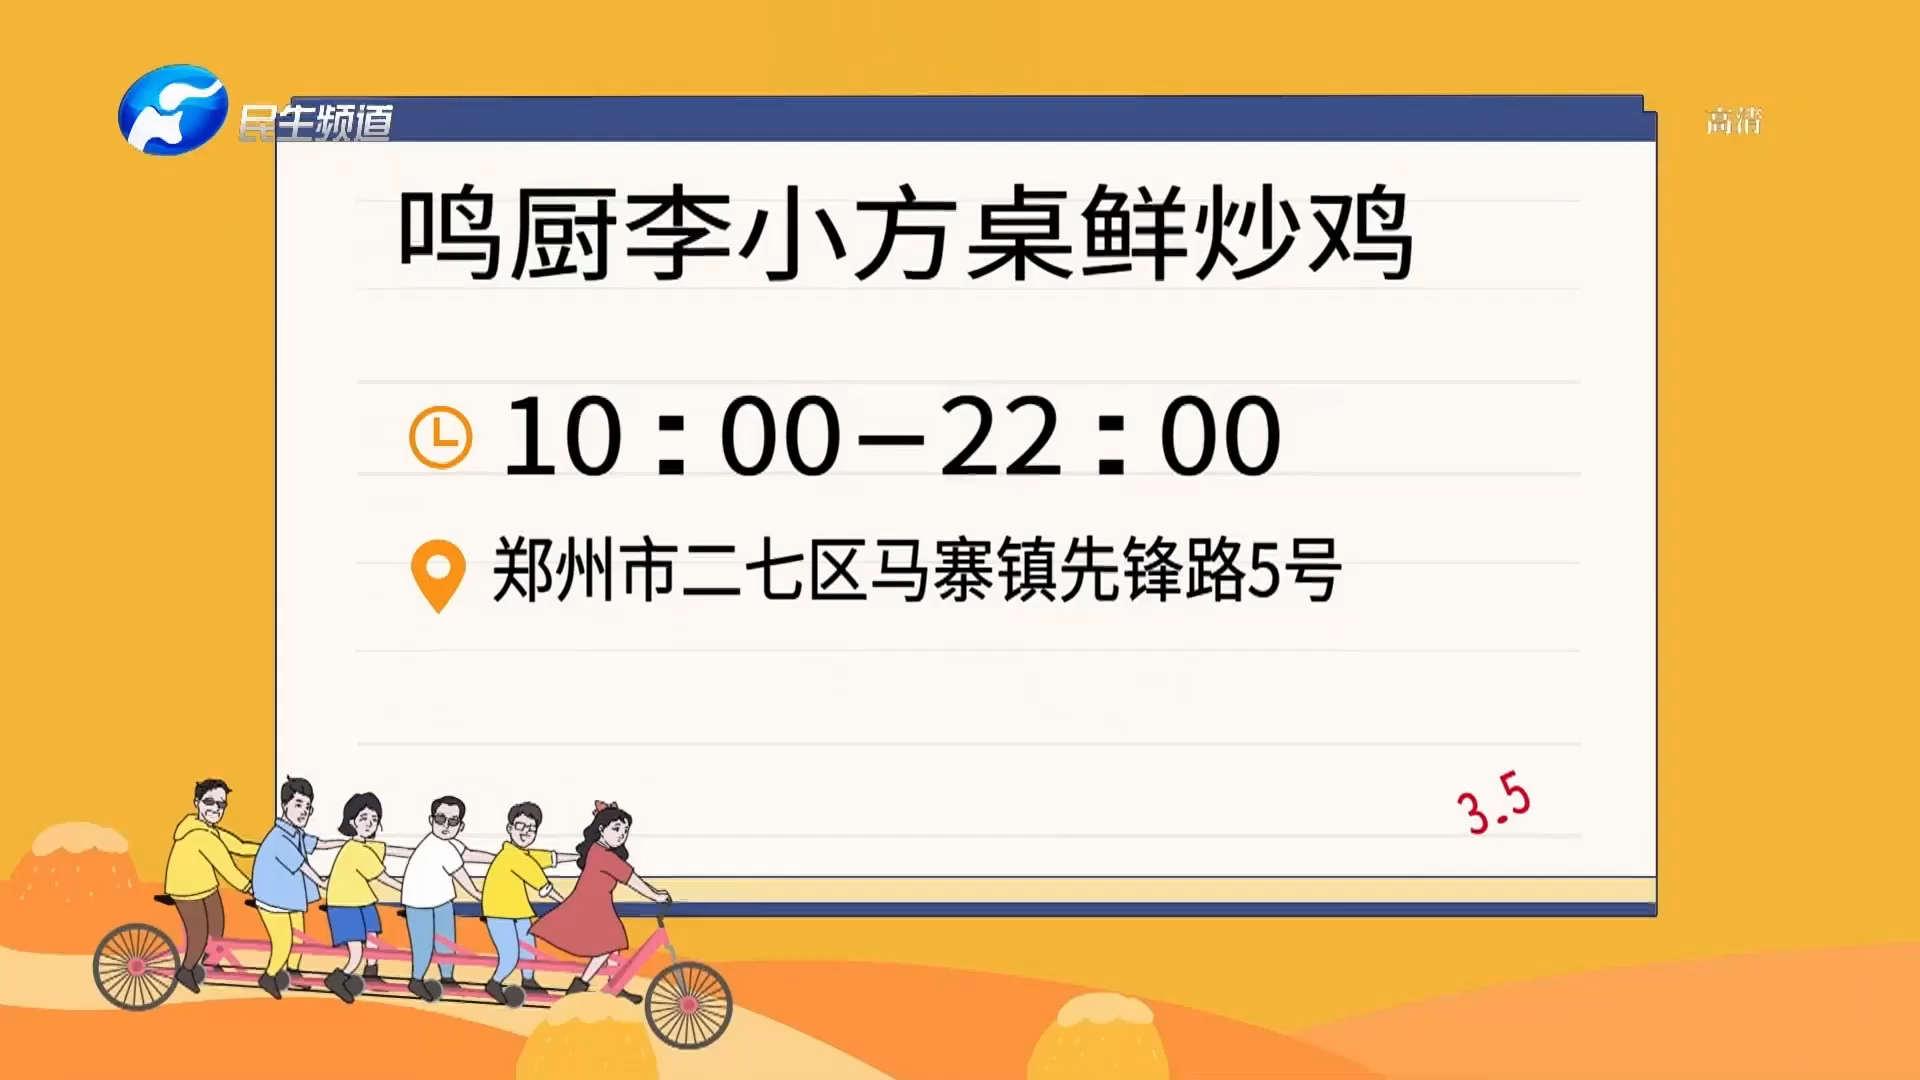 民生频道
高清
鸣厨李小方桌鲜炒鸡
10:00-22:00
郑州市二七区马寨镇先锋路5号
3.5